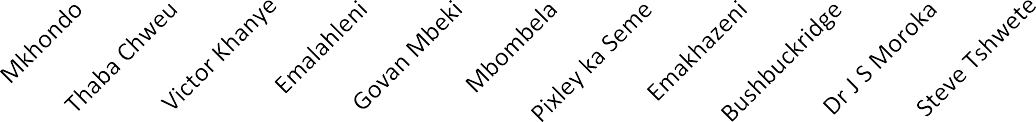 Mkhondo
Thaba Chweu
Victor Khanye
Emalahleni
Govan Mbeki
Mbombela
Pixley ka Seme
Emakhazeni
Bushbuckridge
Dr J S Moroka
Steve Tshwete